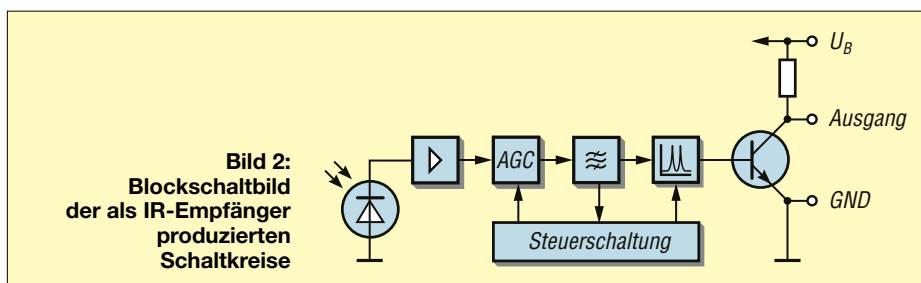 Bild 2:
Blockschaltbild
der als IR-Empfänger
produzierten
Schaltkreise
AGC
Steuerschaltung
U_B
Ausgang
GND